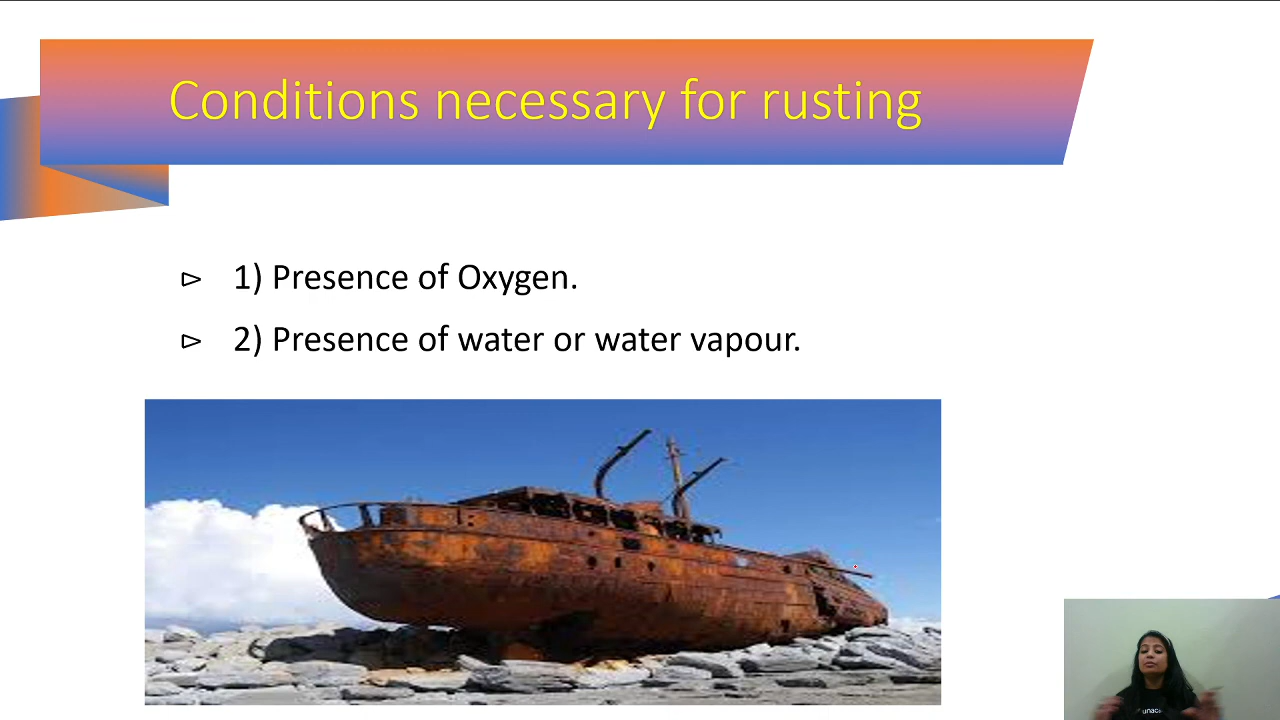 Conditions necessary for rusting
1) Presence of Oxygen.
2) Presence of water or water vapour.